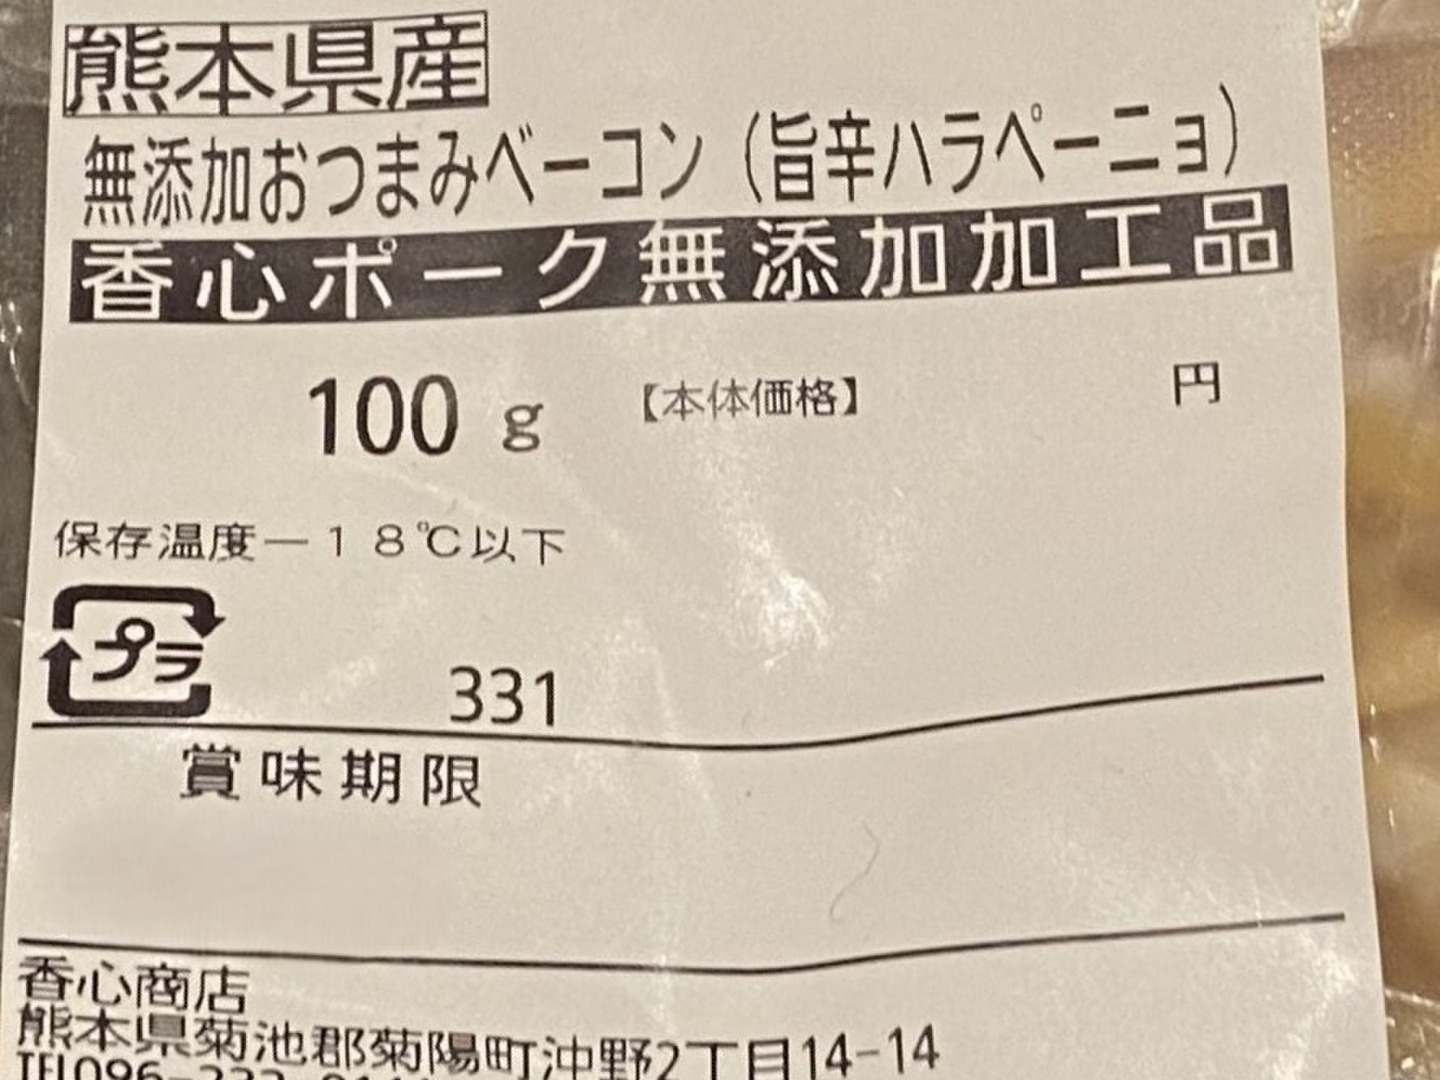 熊本県産
無添加おつまみベーコン（旨辛ハラペーニョ）
香心ポーク無添加加工品
100 g 【本体価格】 円
保存温度－１８℃以下
プラ
331
賞味期限
香心商店
熊本県菊池郡菊陽町沖野2丁目14-14